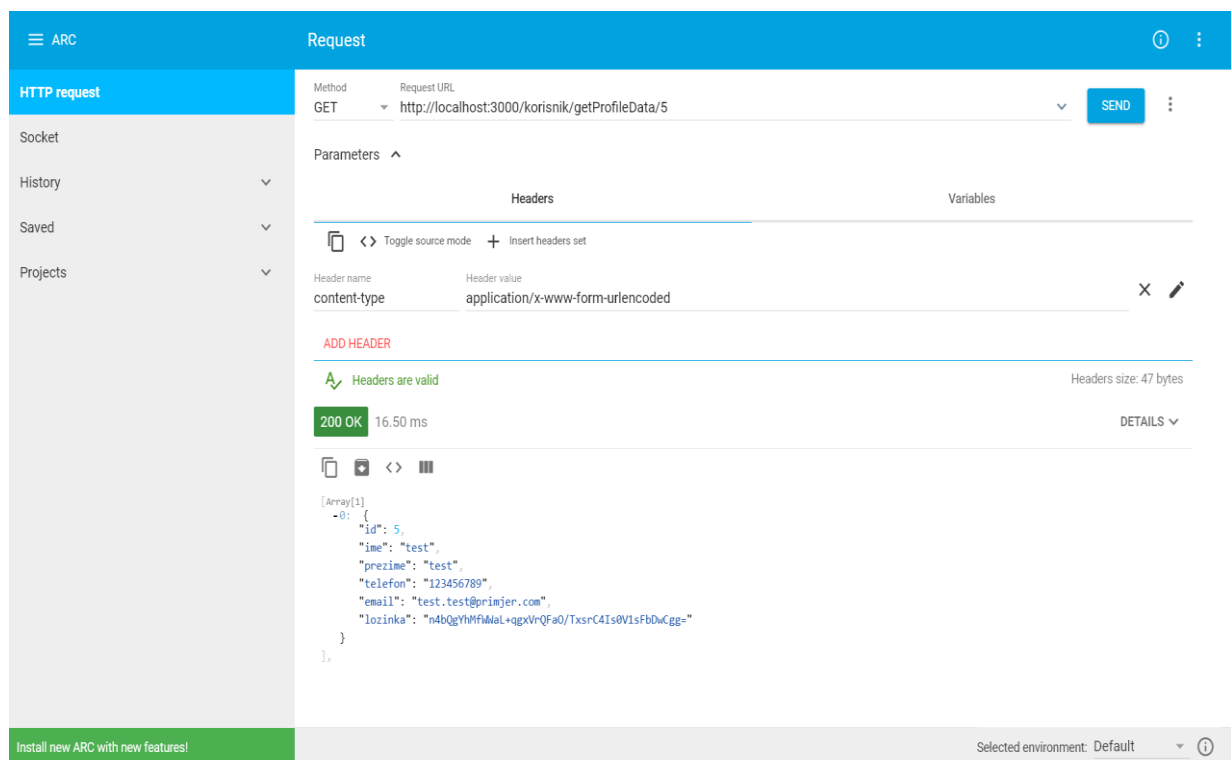 ARC
Request
HTTP request
Socket
History
Saved
Projects
Method
Request URL
GET
http://localhost:3000/korisnik/getProfileData/5
SEND
Parameters
Headers
Variables
Toggle source mode
Insert headers set
Header name
Header value
content-type
application/x-www-form-urlencoded
ADD HEADER
Headers are valid
Headers size: 47 bytes
200 OK
16.50 ms
DETAILS
[Array[1]
-0: {
"id": 5,
"ime": "test",
"prezime": "test",
"telefon": "123456789",
"email": "test.test@primjer.com",
"lozinka": "n4bQgYhMfWWaL+qgxVrQFaO/TxsrC4Is0V1sFbDwCgg="
}
],
Install new ARC with new features!
Selected environment: Default